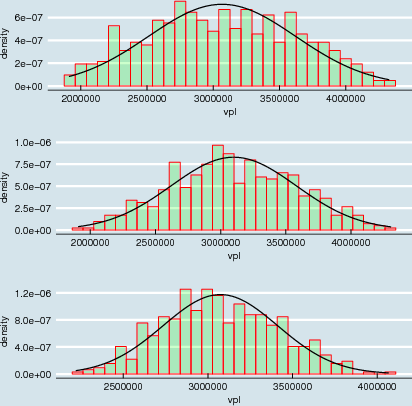 6e−07
4e−07
2e−07
0e+00
density
2000000 2500000 3000000 3500000 4000000
vpl
1.0e−06
7.5e−07
5.0e−07
2.5e−07
0.0e+00
density
2000000 2500000 3000000 3500000 4000000
vpl
1.2e−06
8.0e−07
4.0e−07
0.0e+00
density
2500000 3000000 3500000 4000000
vpl